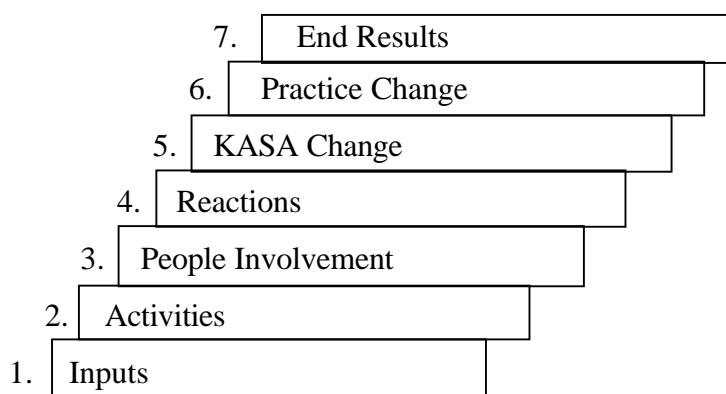 7. End Results
6. Practice Change
5. KASA Change
4. Reactions
3. People Involvement
2. Activities
1. Inputs